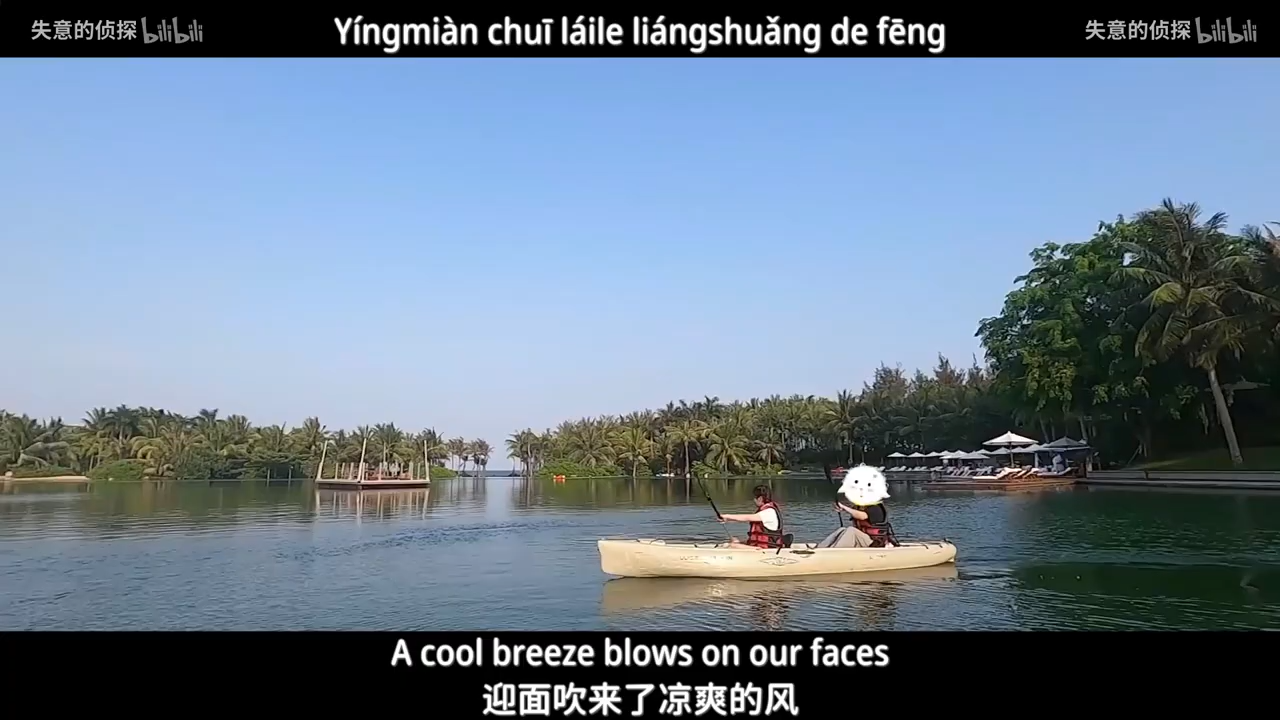 失意的侦探 bilibili
Yíngmiàn chuī láile liángshuǎng de fēng
失意的侦探 bilibili
A cool breeze blows on our faces
迎面吹来了凉爽的风